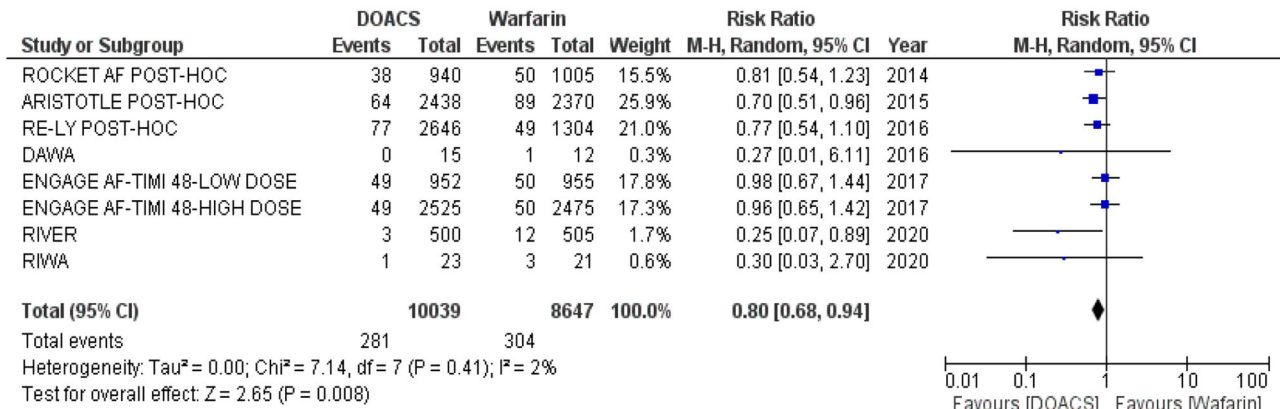 DOACS Warfarin Risk Ratio Risk Ratio
Study or Subgroup Events Total Events Total Weight M-H, Random, 95% CI Year M-H, Random, 95% CI
ROCKET AF POST-HOC 38 940 50 1005 15.5% 0.81 [0.54, 1.23] 2014
ARISTOTLE POST-HOC 64 2438 89 2370 25.9% 0.70 [0.51, 0.96] 2015
RE-LY POST-HOC 77 2646 49 1304 21.0% 0.77 [0.54, 1.10] 2016
DAWA 0 15 1 12 0.3% 0.27 [0.01, 6.11] 2016
ENGAGE AF-TIMI 48-LOW DOSE 49 952 50 955 17.8% 0.98 [0.67, 1.44] 2017
ENGAGE AF-TIMI 48-HIGH DOSE 49 2525 50 2475 17.3% 0.96 [0.65, 1.42] 2017
RIVER 3 500 12 505 1.7% 0.25 [0.07, 0.89] 2020
RIWA 1 23 3 21 0.6% 0.30 [0.03, 2.70] 2020
Total (95% CI) 10039 8647 100.0% 0.80 [0.68, 0.94]
Total events 281 304
Heterogeneity: Tau² = 0.00; Chi² = 7.14, df = 7 (P = 0.41); I² = 2%
Test for overall effect: Z = 2.65 (P = 0.008)
0.01 0.1 1 10 100
Favours [DOACS] Favours [Wafarin]